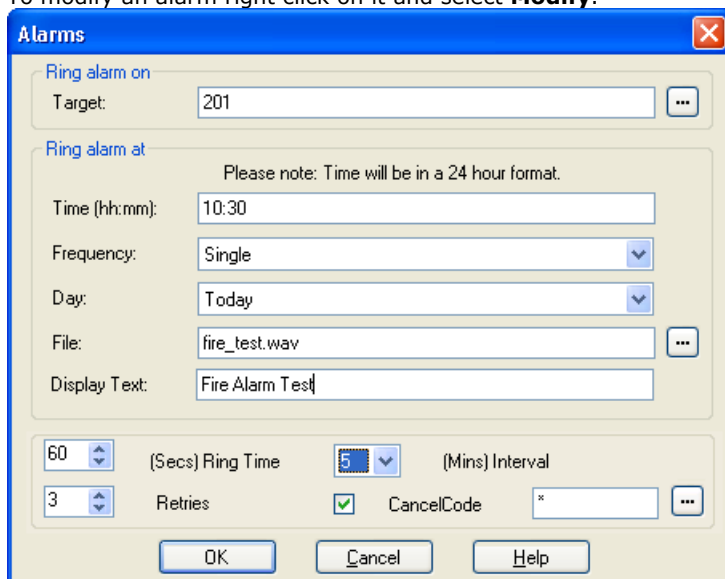 To modify an alarm right click on it and select Modify.
Alarms
Ring alarm on
Target: 201 ...
Ring alarm at
Please note: Time will be in a 24 hour format.
Time (hh:mm): 10:30
Frequency: Single
Day: Today
File: fire_test.wav ...
Display Text: Fire Alarm Test
60 (Secs) Ring Time 5 (Mins) Interval
3 Retries CancelCode * ...
OK Cancel Help